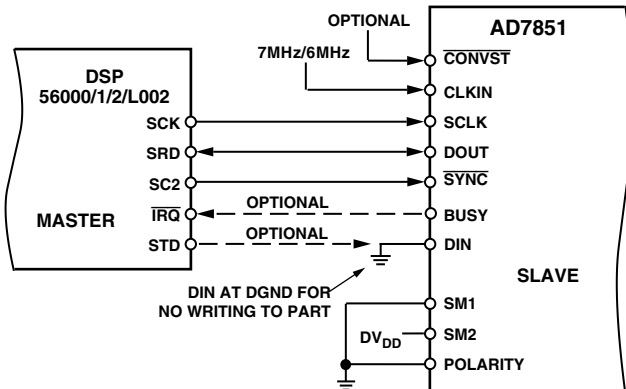 OPTIONAL
AD7851
7MHz/6MHz
CONVST
DSP
56000/1/2/L002
CLKIN
SCK
SCLK
SRD
DOUT
SC2
SYNC
OPTIONAL
IRQ
BUSY
MASTER
OPTIONAL
STD
DIN
SLAVE
DIN AT DGND FOR
NO WRITING TO PART
SM1
DVDD
SM2
POLARITY